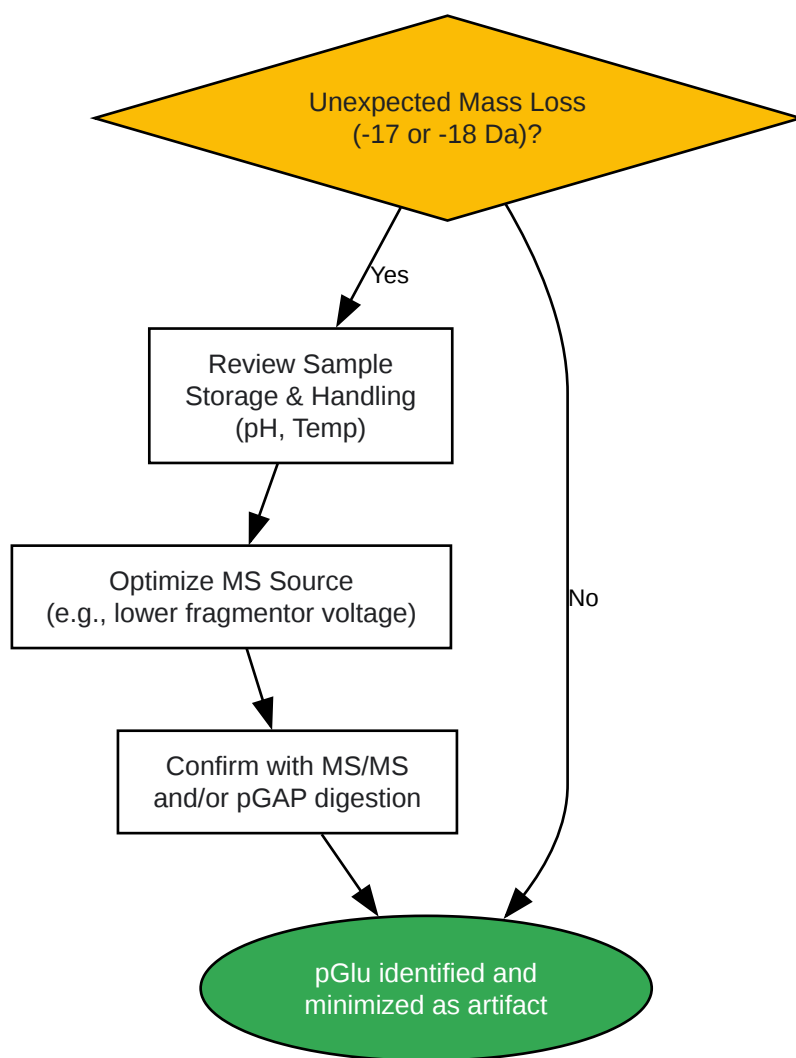 Unexpected Mass Loss
(-17 or -18 Da)?
Yes
Review Sample
Storage & Handling
(pH, Temp)
Optimize MS Source
(e.g., lower fragmentor voltage)
No
Confirm with MS/MS
and/or pGAP digestion
pGlu identified and
minimized as artifact